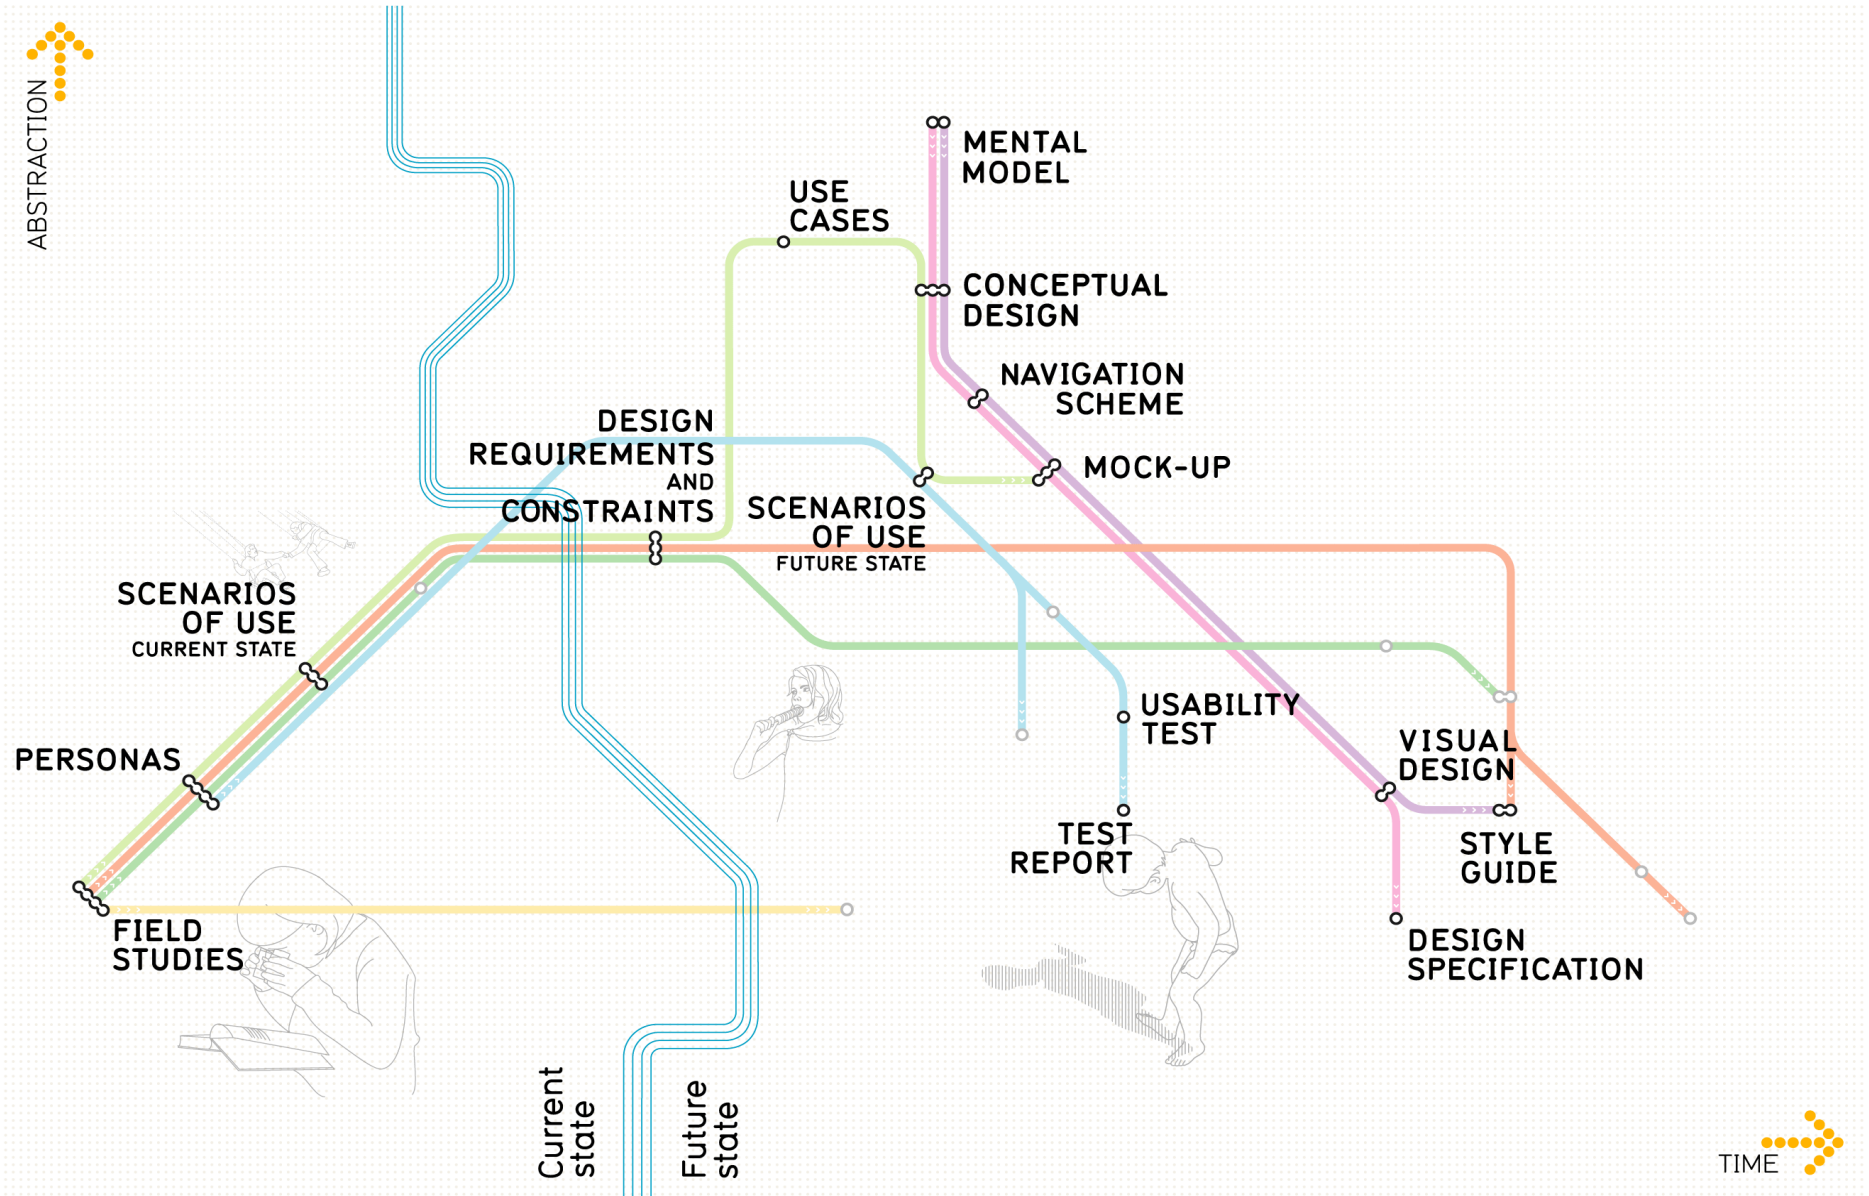 ABSTRACTION
MENTAL
MODEL
USE
CASES
CONCEPTUAL
DESIGN
NAVIGATION
SCHEME
DESIGN
REQUIREMENTS
AND
CONSTRAINTS
MOCK-UP
SCENARIOS
OF USE
FUTURE STATE
SCENARIOS
OF USE
CURRENT STATE
PERSONAS
USABILITY
TEST
VISUAL
DESIGN
TEST
REPORT
STYLE
GUIDE
FIELD
STUDIES
DESIGN
SPECIFICATION
Current
state
Future
state
TIME